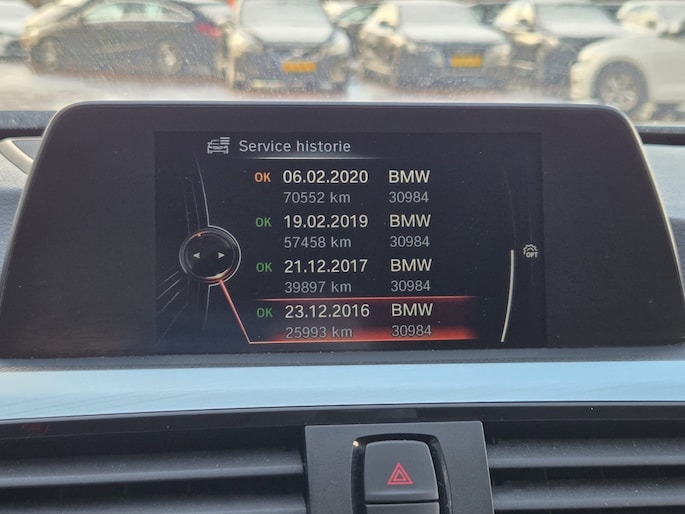 Service historie
OK 06.02.2020 BMW
70552 km 30984
OK 19.02.2019 BMW
57458 km 30984
OK 21.12.2017 BMW
39897 km 30984
OK 23.12.2016 BMW
25993 km 30984
OPT